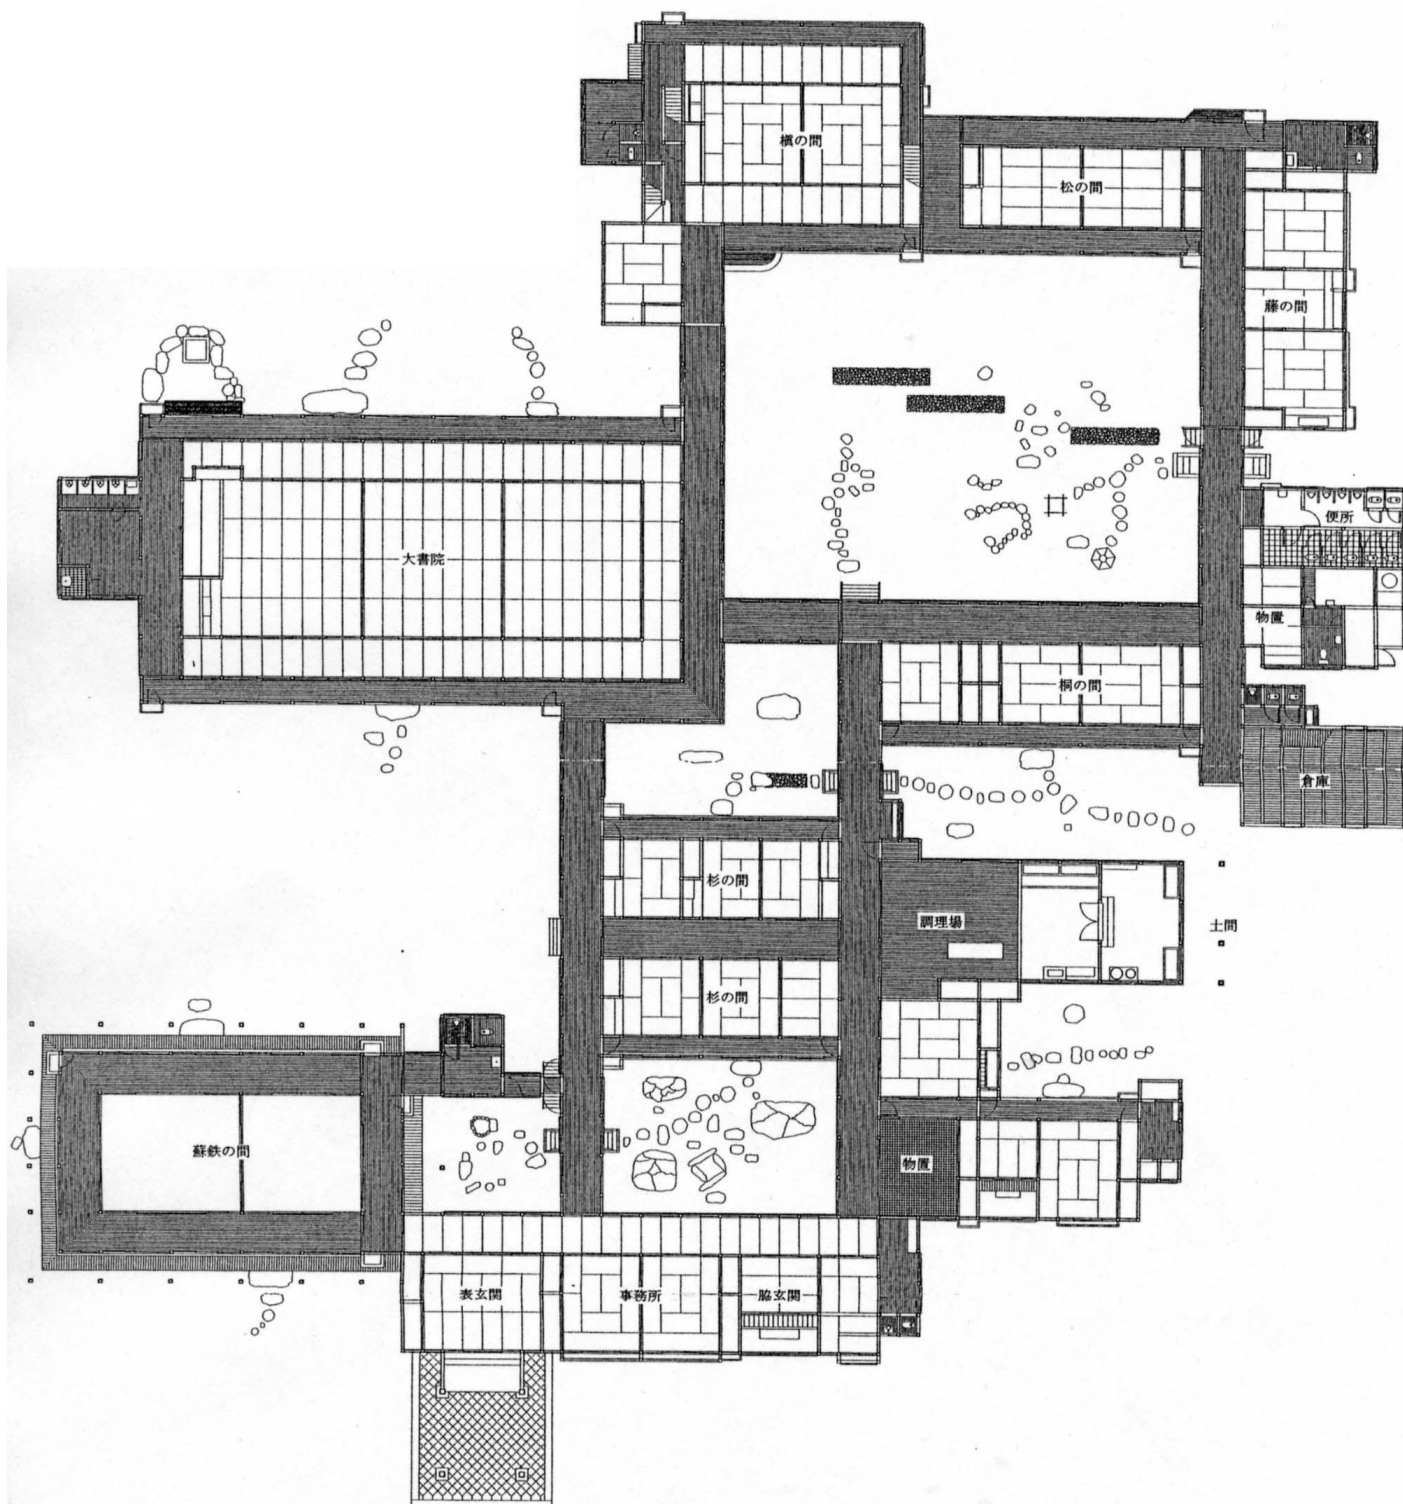 槇の間
松の間
藤の間
便所
大書院
物置
桐の間
倉庫
杉の間
調理場
土間
杉の間
蘇鉄の間
物置
表玄関
事務所
脇玄関